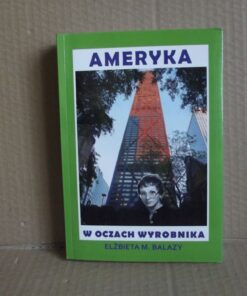 AMERYKA
W OCZACH WYROBNIKA
ELŻBIETA M. BALAZY